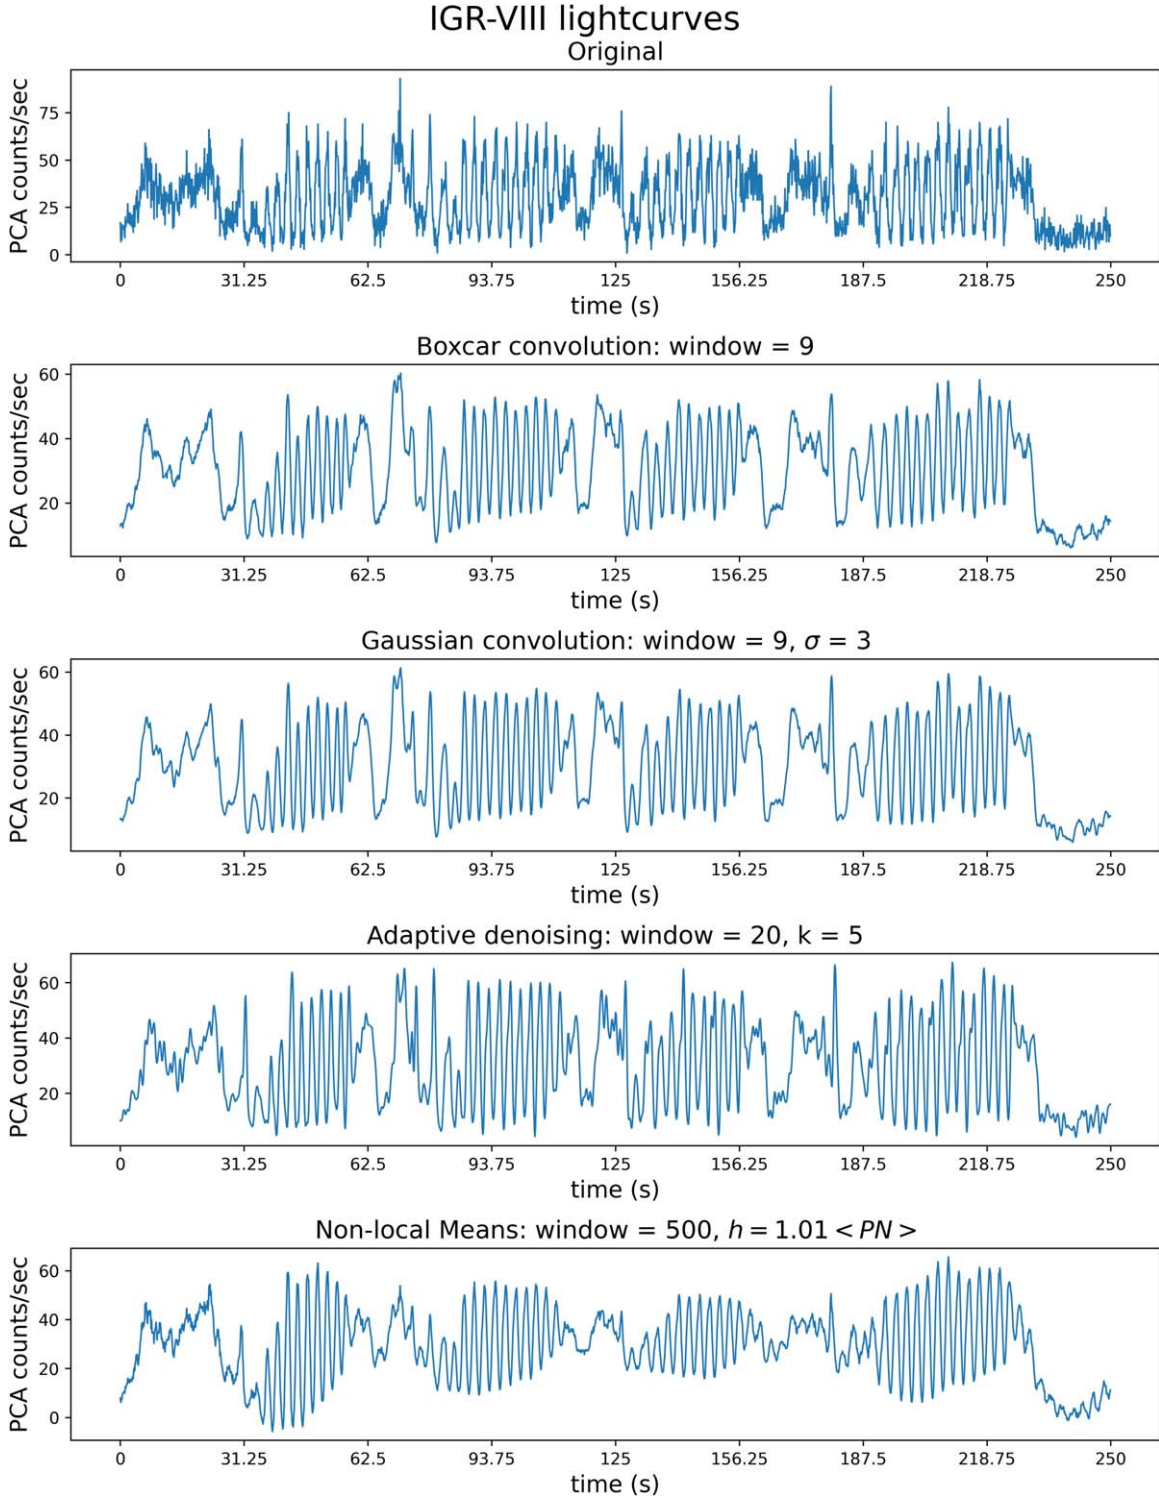 IGR-VIII lightcurves
Original
PCA counts/sec
75
50
25
0
0 31.25 62.5 93.75 125 156.25 187.5 218.75 250
time (s)
Boxcar convolution: window = 9
PCA counts/sec
60
40
20
0 31.25 62.5 93.75 125 156.25 187.5 218.75 250
time (s)
Gaussian convolution: window = 9, σ = 3
PCA counts/sec
60
40
20
0 31.25 62.5 93.75 125 156.25 187.5 218.75 250
time (s)
Adaptive denoising: window = 20, k = 5
PCA counts/sec
60
40
20
0 31.25 62.5 93.75 125 156.25 187.5 218.75 250
time (s)
Non-local Means: window = 500, h = 1.01 < PN >
PCA counts/sec
60
40
20
0
0 31.25 62.5 93.75 125 156.25 187.5 218.75 250
time (s)